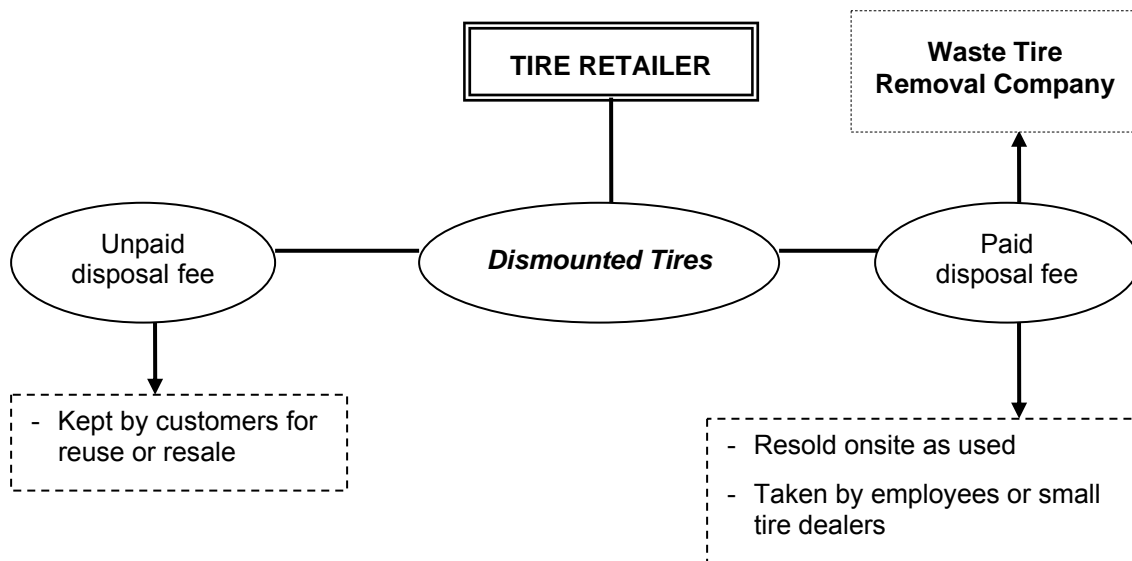 TIRE RETAILER
Waste Tire
Removal Company
Unpaid
disposal fee
Dismounted Tires
Paid
disposal fee
- Kept by customers for
reuse or resale
- Resold onsite as used
- Taken by employees or small
tire dealers